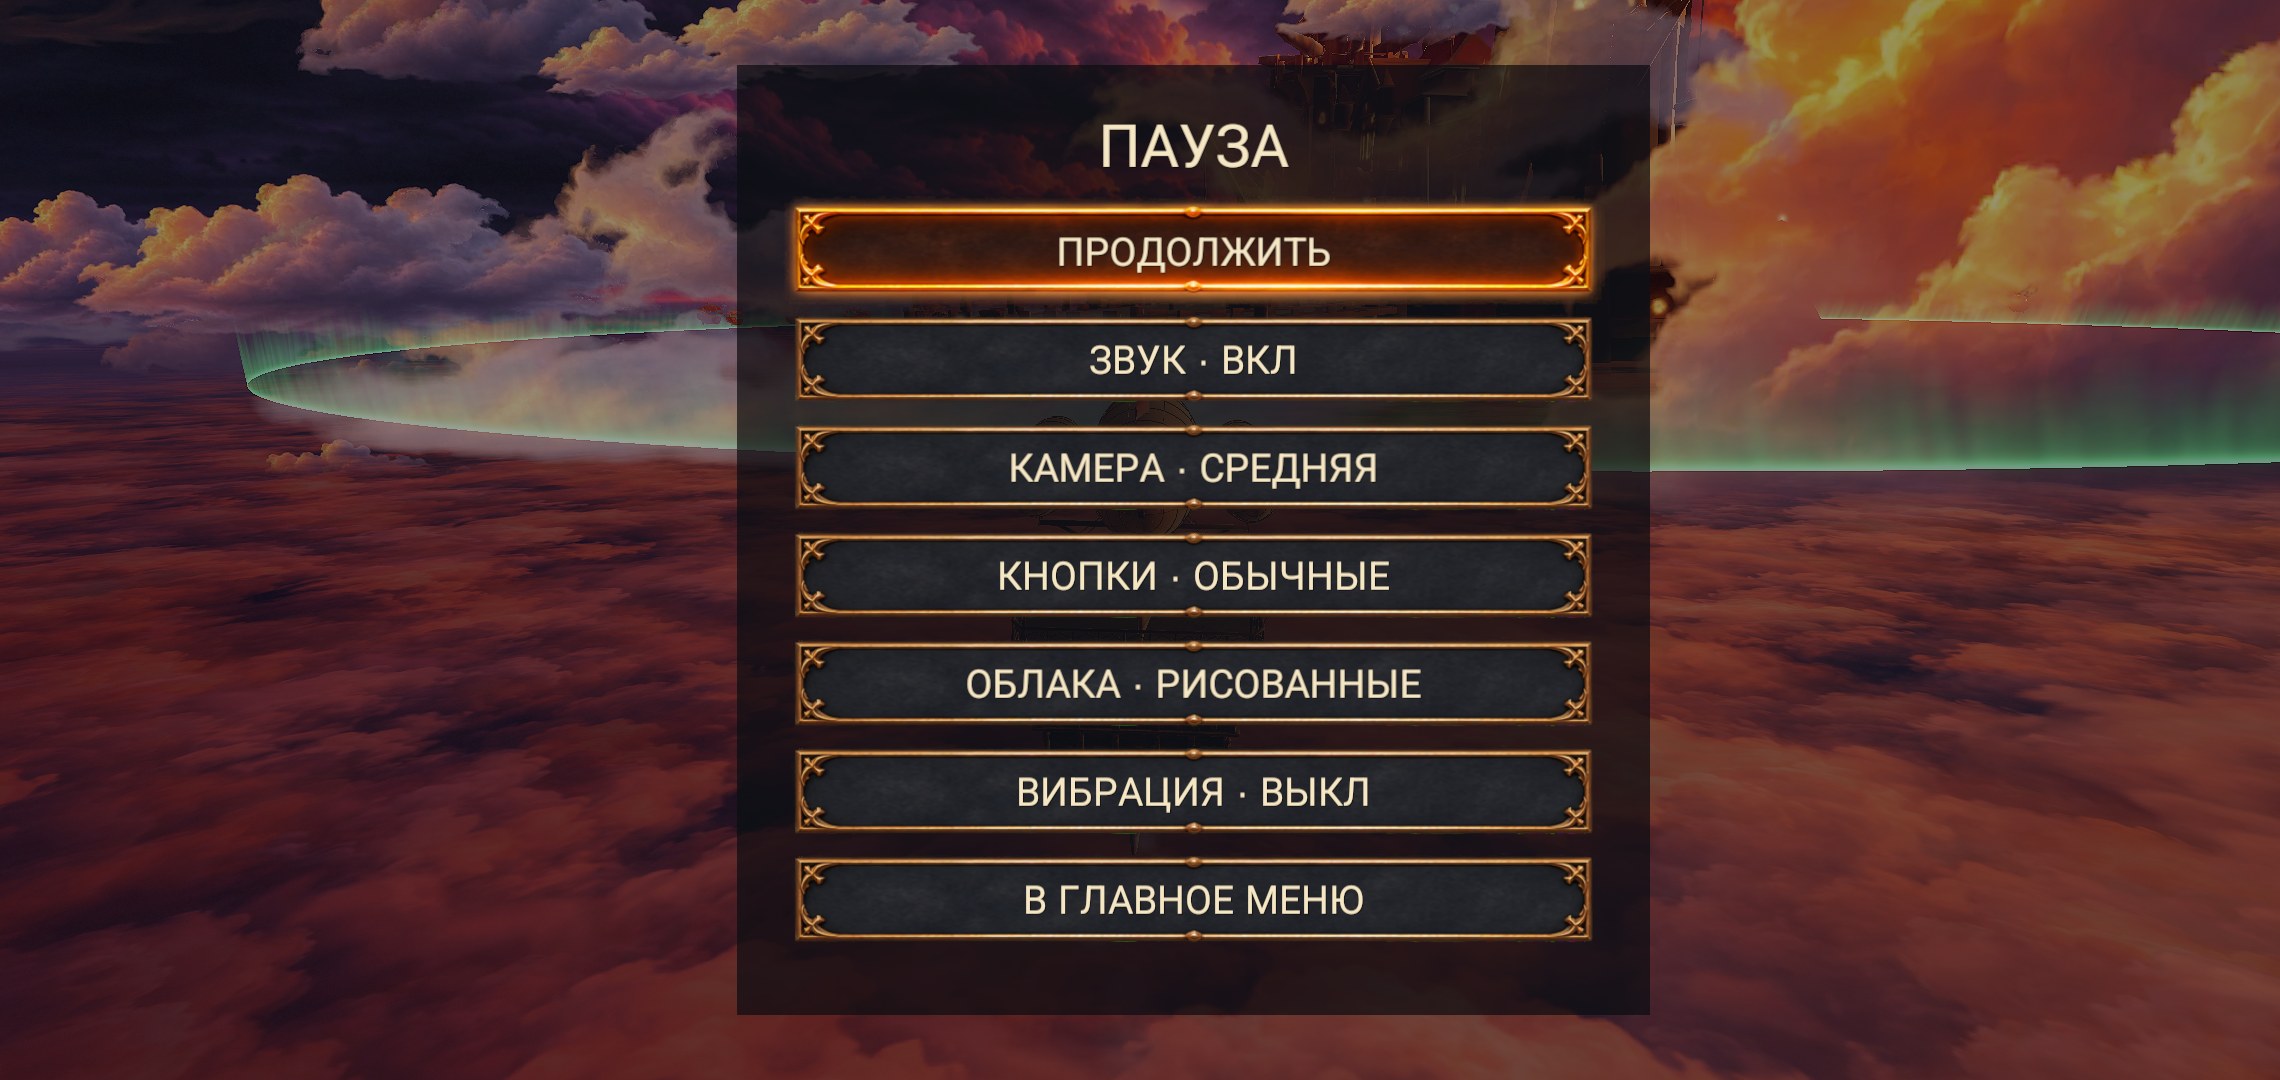 ПАУЗА
ПРОДОЛЖИТЬ
ЗВУК · ВКЛ
КАМЕРА · СРЕДНЯЯ
КНОПКИ · ОБЫЧНЫЕ
ОБЛАКА · РИСОВАННЫЕ
ВИБРАЦИЯ · ВЫКЛ
В ГЛАВНОЕ МЕНЮ